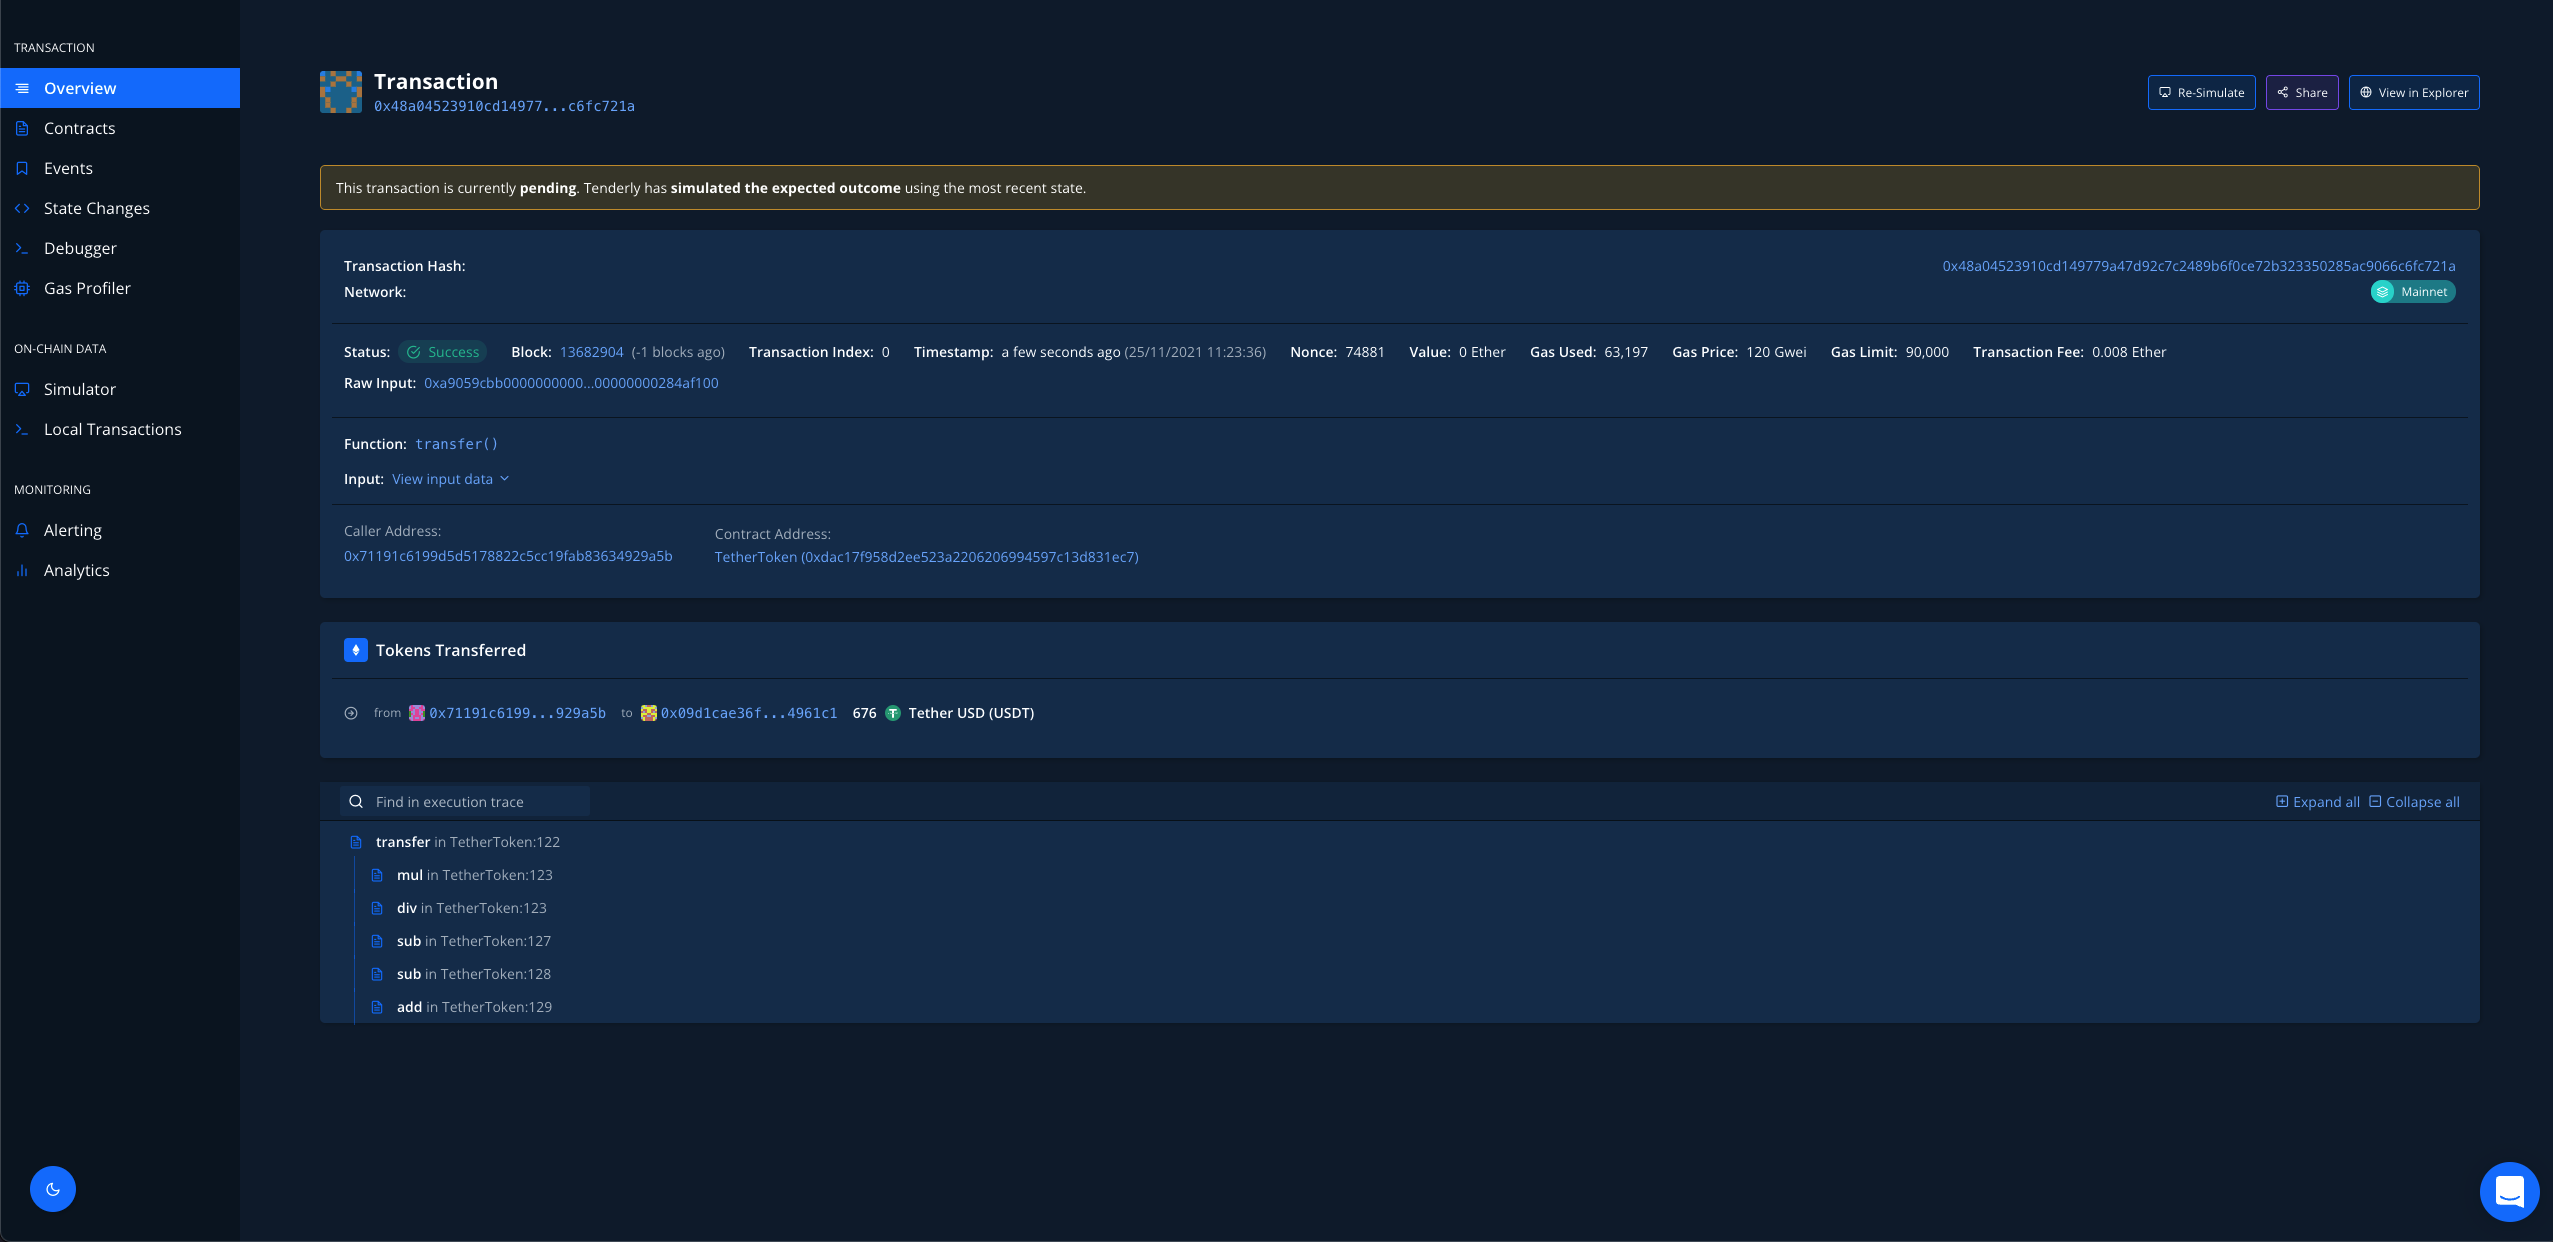 TRANSACTION
Overview
Contracts
Events
State Changes
Debugger
Gas Profiler
ON-CHAIN DATA
Simulator
Local Transactions
MONITORING
Alerting
Analytics
Transaction
0x48a04523910cd14977...c6fc721a
Re-Simulate Share View in Explorer
This transaction is currently pending. Tenderly has simulated the expected outcome using the most recent state.
Transaction Hash: 0x48a04523910cd149779a47d92c7c2489b6f0ce72b323350285ac9066c6fc721a
Network: Mainnet
Status: Success Block: 13682904 (-1 blocks ago) Transaction Index: 0 Timestamp: a few seconds ago (25/11/2021 11:23:36) Nonce: 74881 Value: 0 Ether Gas Used: 63,197 Gas Price: 120 Gwei Gas Limit: 90,000 Transaction Fee: 0.008 Ether
Raw Input: 0xa9059cbb0000000000...00000000284af100
Function: transfer()
Input: View input data
Caller Address: Contract Address:
0x71191c6199d5d5178822c5cc19fab83634929a5b TetherToken (0xdac17f958d2ee523a2206206994597c13d831ec7)
Tokens Transferred
from 0x71191c6199...929a5b to 0x09d1cae36f...4961c1 676 Tether USD (USDT)
Find in execution trace Expand all Collapse all
transfer in TetherToken:122
mul in TetherToken:123
div in TetherToken:123
sub in TetherToken:127
sub in TetherToken:128
add in TetherToken:129